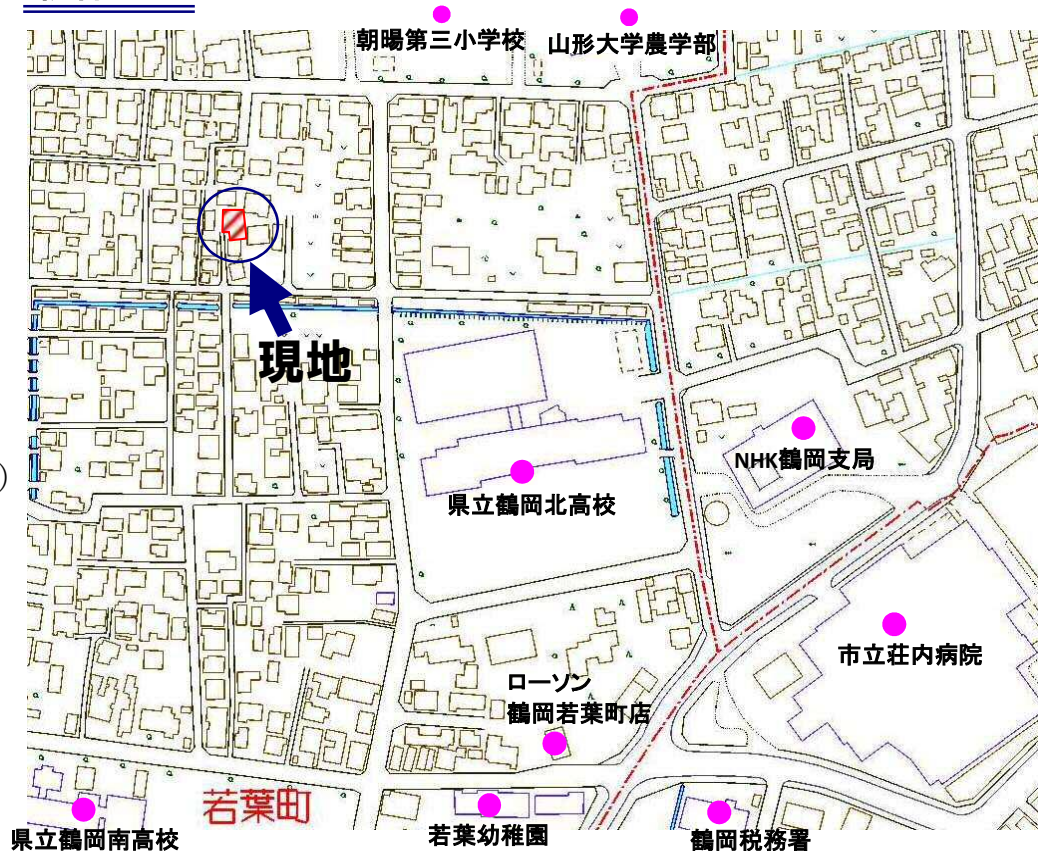 朝暘第三小学校
山形大学農学部
現地
NHK鶴岡支局
県立鶴岡北高校
市立荘内病院
ローソン
鶴岡若葉町店
若葉町
県立鶴岡南高校
若葉幼稚園
鶴岡税務署